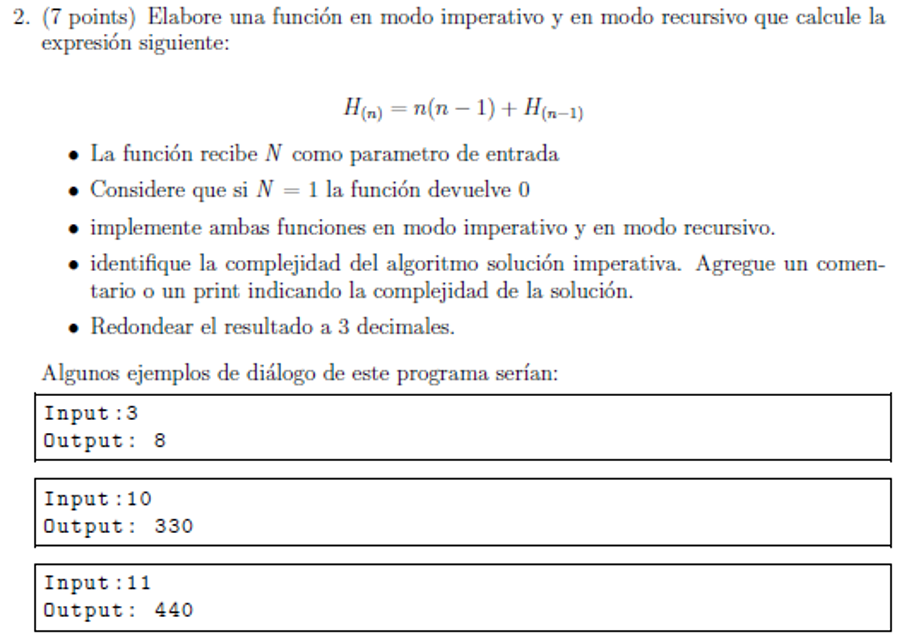 2. (7 points) Elabore una función en modo imperativo y en modo recursivo que calcule la
expresión siguiente:
H(n) = n(n − 1) + H(n−1)
• La función recibe N como parametro de entrada
• Considere que si N = 1 la función devuelve 0
• implemente ambas funciones en modo imperativo y en modo recursivo.
• identifique la complejidad del algoritmo solución imperativa. Agregue un comen-
tario o un print indicando la complejidad de la solución.
• Redondear el resultado a 3 decimales.
Algunos ejemplos de diálogo de este programa serían:
Input:3
Output: 8
Input:10
Output: 330
Input:11
Output: 440